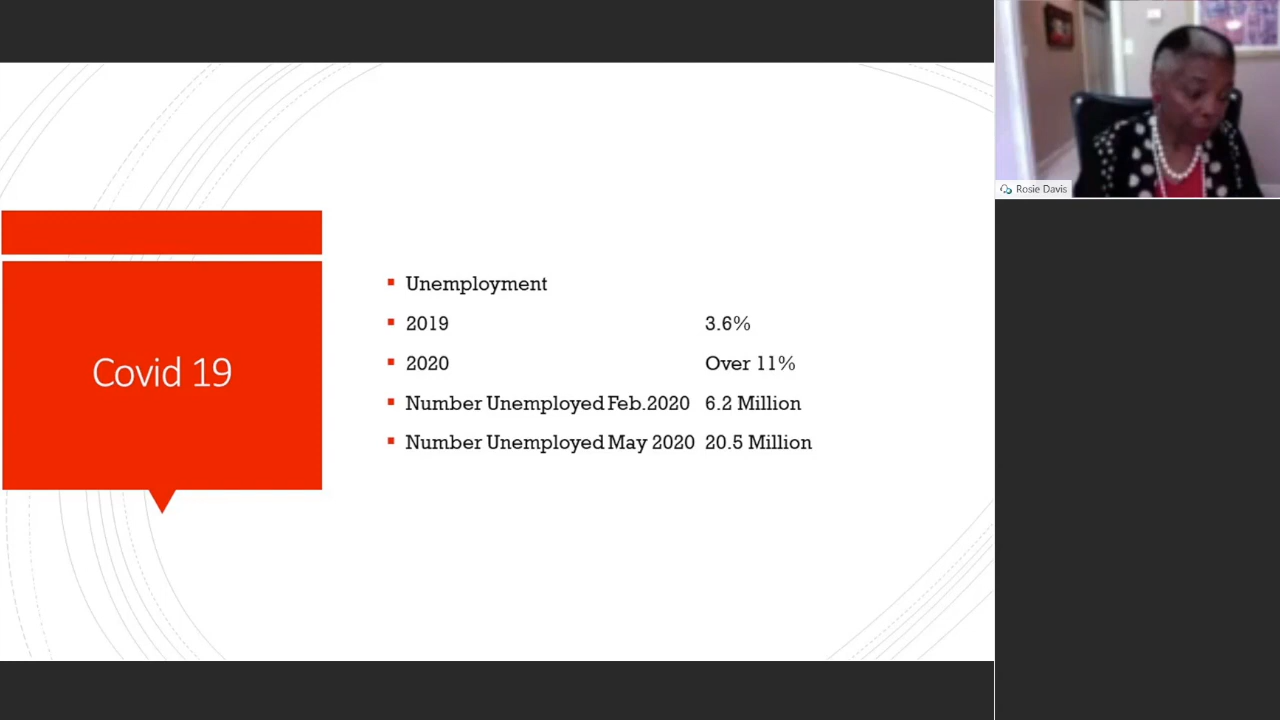 Covid 19
Unemployment
2019 3.6%
2020 Over 11%
Number Unemployed Feb.2020 6.2 Million
Number Unemployed May 2020 20.5 Million
Rosie Davis